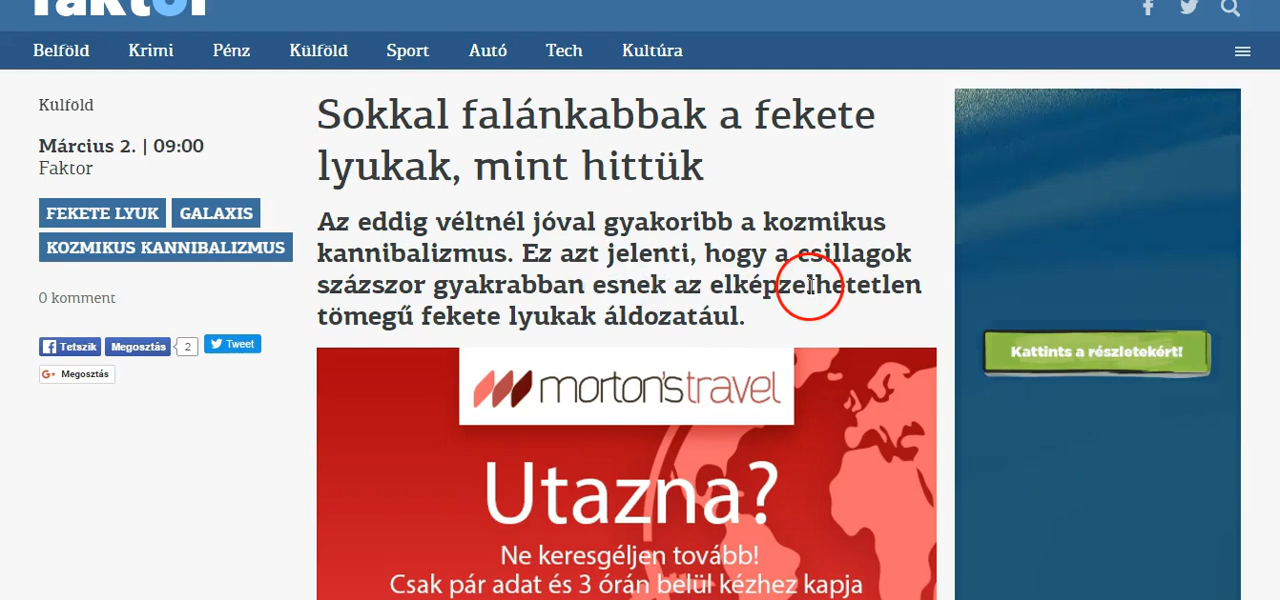 faktor
Belföld Krimi Pénz Külföld Sport Autó Tech Kultúra
Külföld
Március 2. | 09:00
Faktor
FEKETE LYUK GALAXIS
KOZMIKUS KANNIBALIZMUS
0 komment
Tetszik Megosztás 2 Tweet
G+ Megosztás
Sokkal falánkabbak a fekete
lyukak, mint hittük
Az eddig véltnél jóval gyakoribb a kozmikus
kannibalizmus. Ez azt jelenti, hogy a csillagok
százszor gyakrabban esnek az elképzelhetetlen
tömegű fekete lyukak áldozatául.
morton's travel
Utazna?
Ne keresgéljen tovább!
Csak pár adat és 3 órán belül kézhez kapja
Kattints a részletekért!